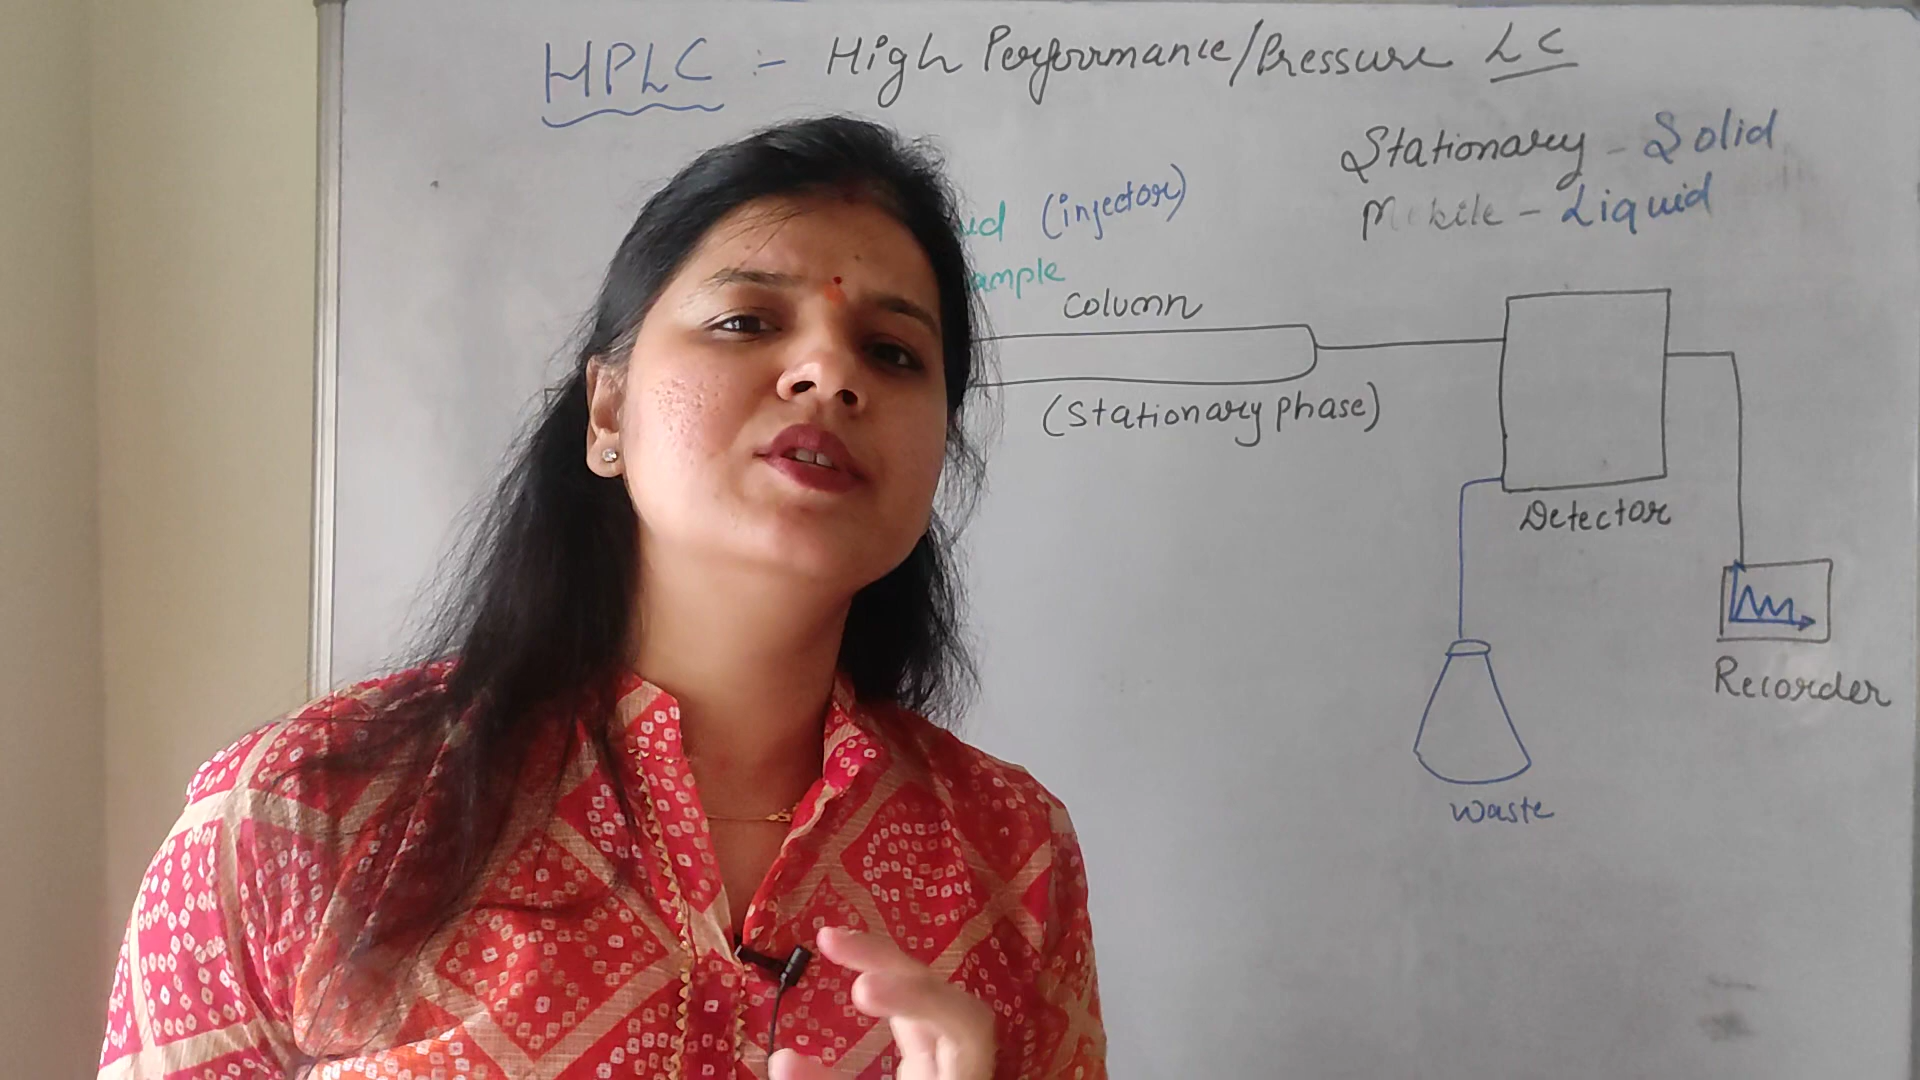 HPLC :- High Performance/Pressure LC
Stationary - Solid
Mobile - Liquid
(injector)
column
(stationary phase)
Detector
Recorder
waste